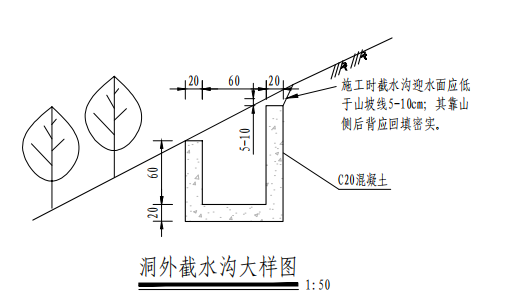 20
60
20
施工时截水沟迎水面应低
于山坡线5-10cm；其靠山
侧后背应回填密实。
5-10
60
20
C20混凝土
洞外截水沟大样图
1:50